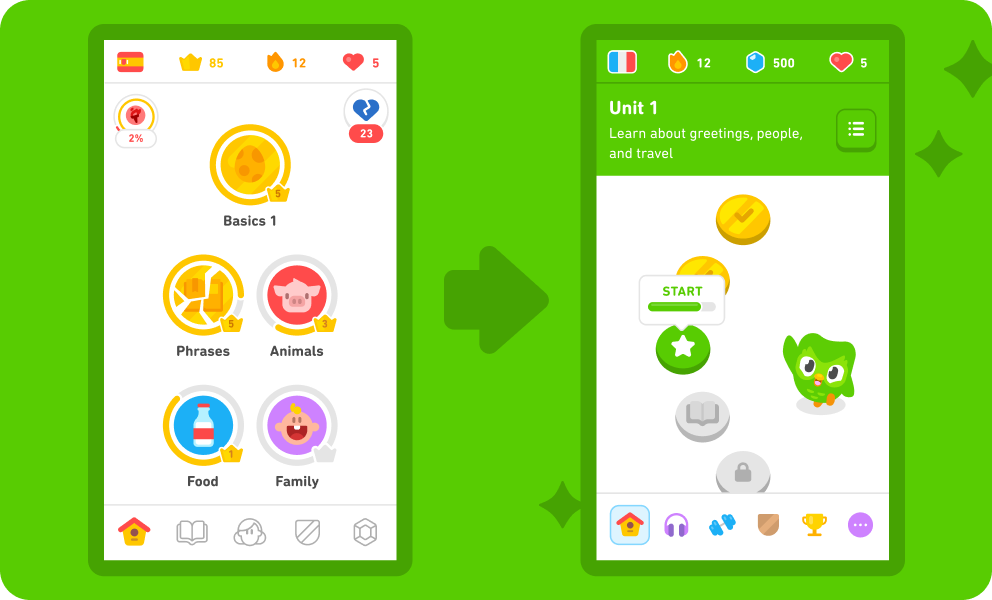 85
12
5
2%
23
5
Basics 1
5
3
Phrases
Animals
1
Food
Family
12
500
5
Unit 1
Learn about greetings, people,
and travel
START